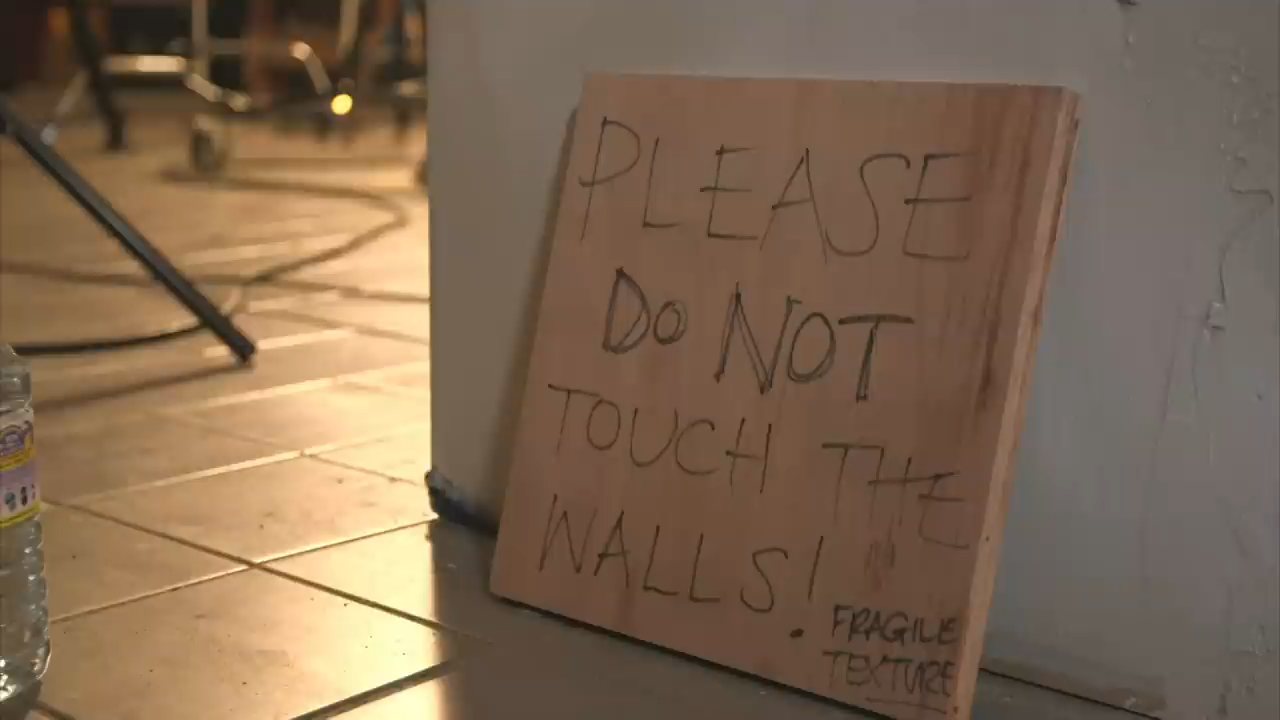 PLEASE
DO NOT
TOUCH THE
WALLS!
FRAGILE
TEXTURE